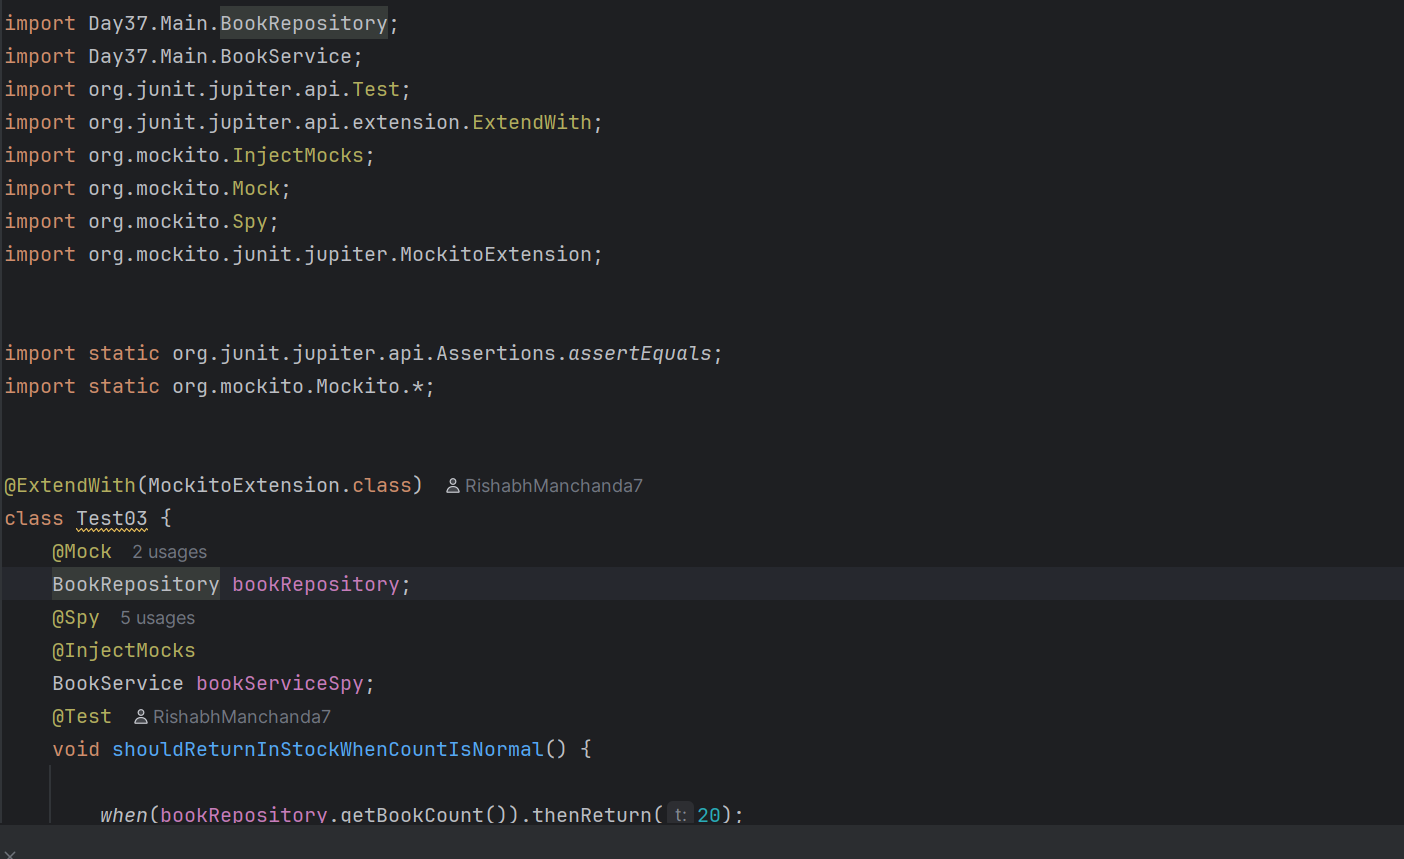 import Day37.Main.BookRepository;
import Day37.Main.BookService;
import org.junit.jupiter.api.Test;
import org.junit.jupiter.api.extension.ExtendWith;
import org.mockito.InjectMocks;
import org.mockito.Mock;
import org.mockito.Spy;
import org.mockito.junit.jupiter.MockitoExtension;
import static org.junit.jupiter.api.Assertions.assertEquals;
import static org.mockito.Mockito.*;
@ExtendWith(MockitoExtension.class) RishabhManchanda7
class Test03 {
@Mock 2 usages
BookRepository bookRepository;
@Spy 5 usages
@InjectMocks
BookService bookServiceSpy;
@Test RishabhManchanda7
void shouldReturnInStockWhenCountIsNormal() {
when(bookRepository.getBookCount()).thenReturn( t: 20);